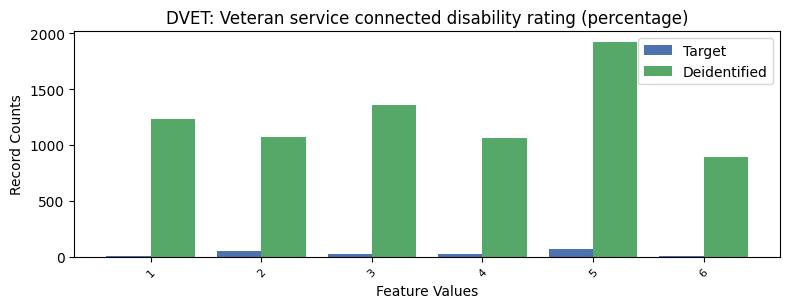 DVET: Veteran service connected disability rating (percentage)
Target
Deidentified
Record Counts
2000
1500
1000
500
0
1 2 3 4 5 6
Feature Values